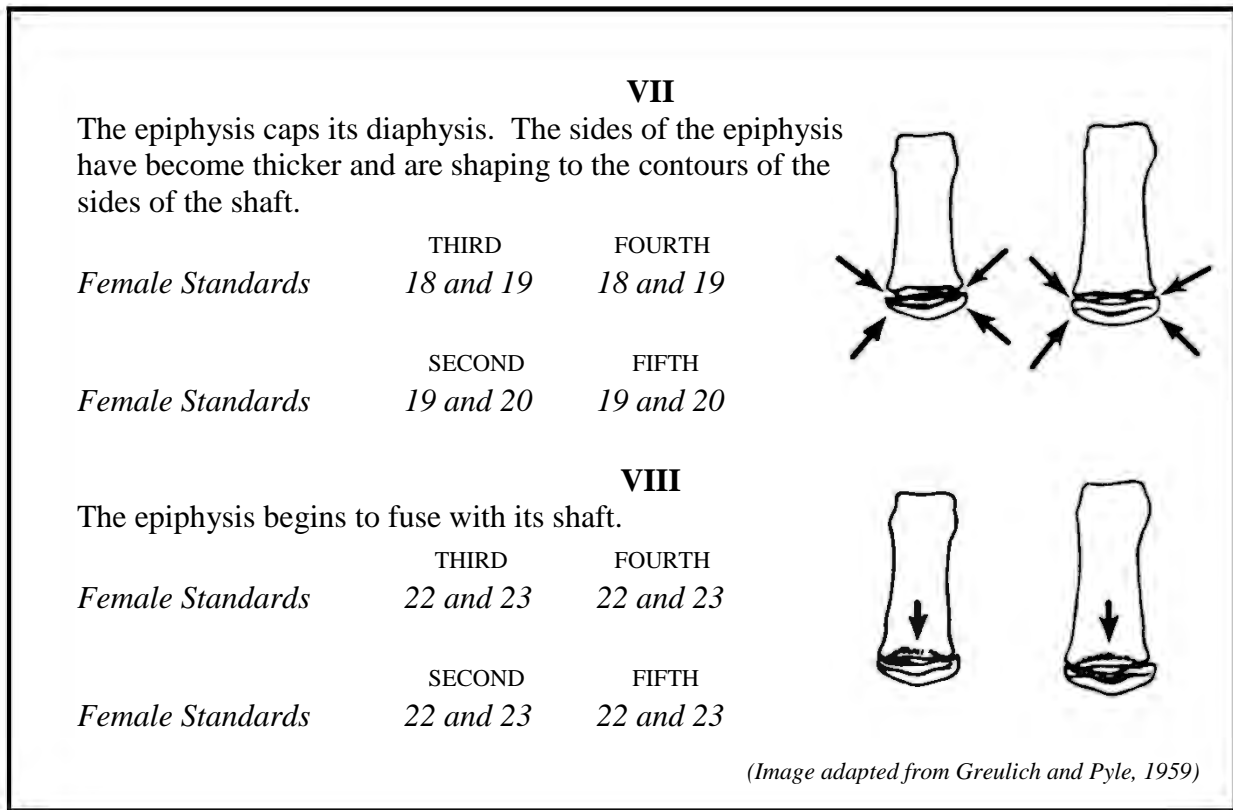 VII
The epiphysis caps its diaphysis. The sides of the epiphysis
have become thicker and are shaping to the contours of the
sides of the shaft.
THIRD FOURTH
Female Standards 18 and 19 18 and 19
SECOND FIFTH
Female Standards 19 and 20 19 and 20
VIII
The epiphysis begins to fuse with its shaft.
THIRD FOURTH
Female Standards 22 and 23 22 and 23
SECOND FIFTH
Female Standards 22 and 23 22 and 23
(Image adapted from Greulich and Pyle, 1959)